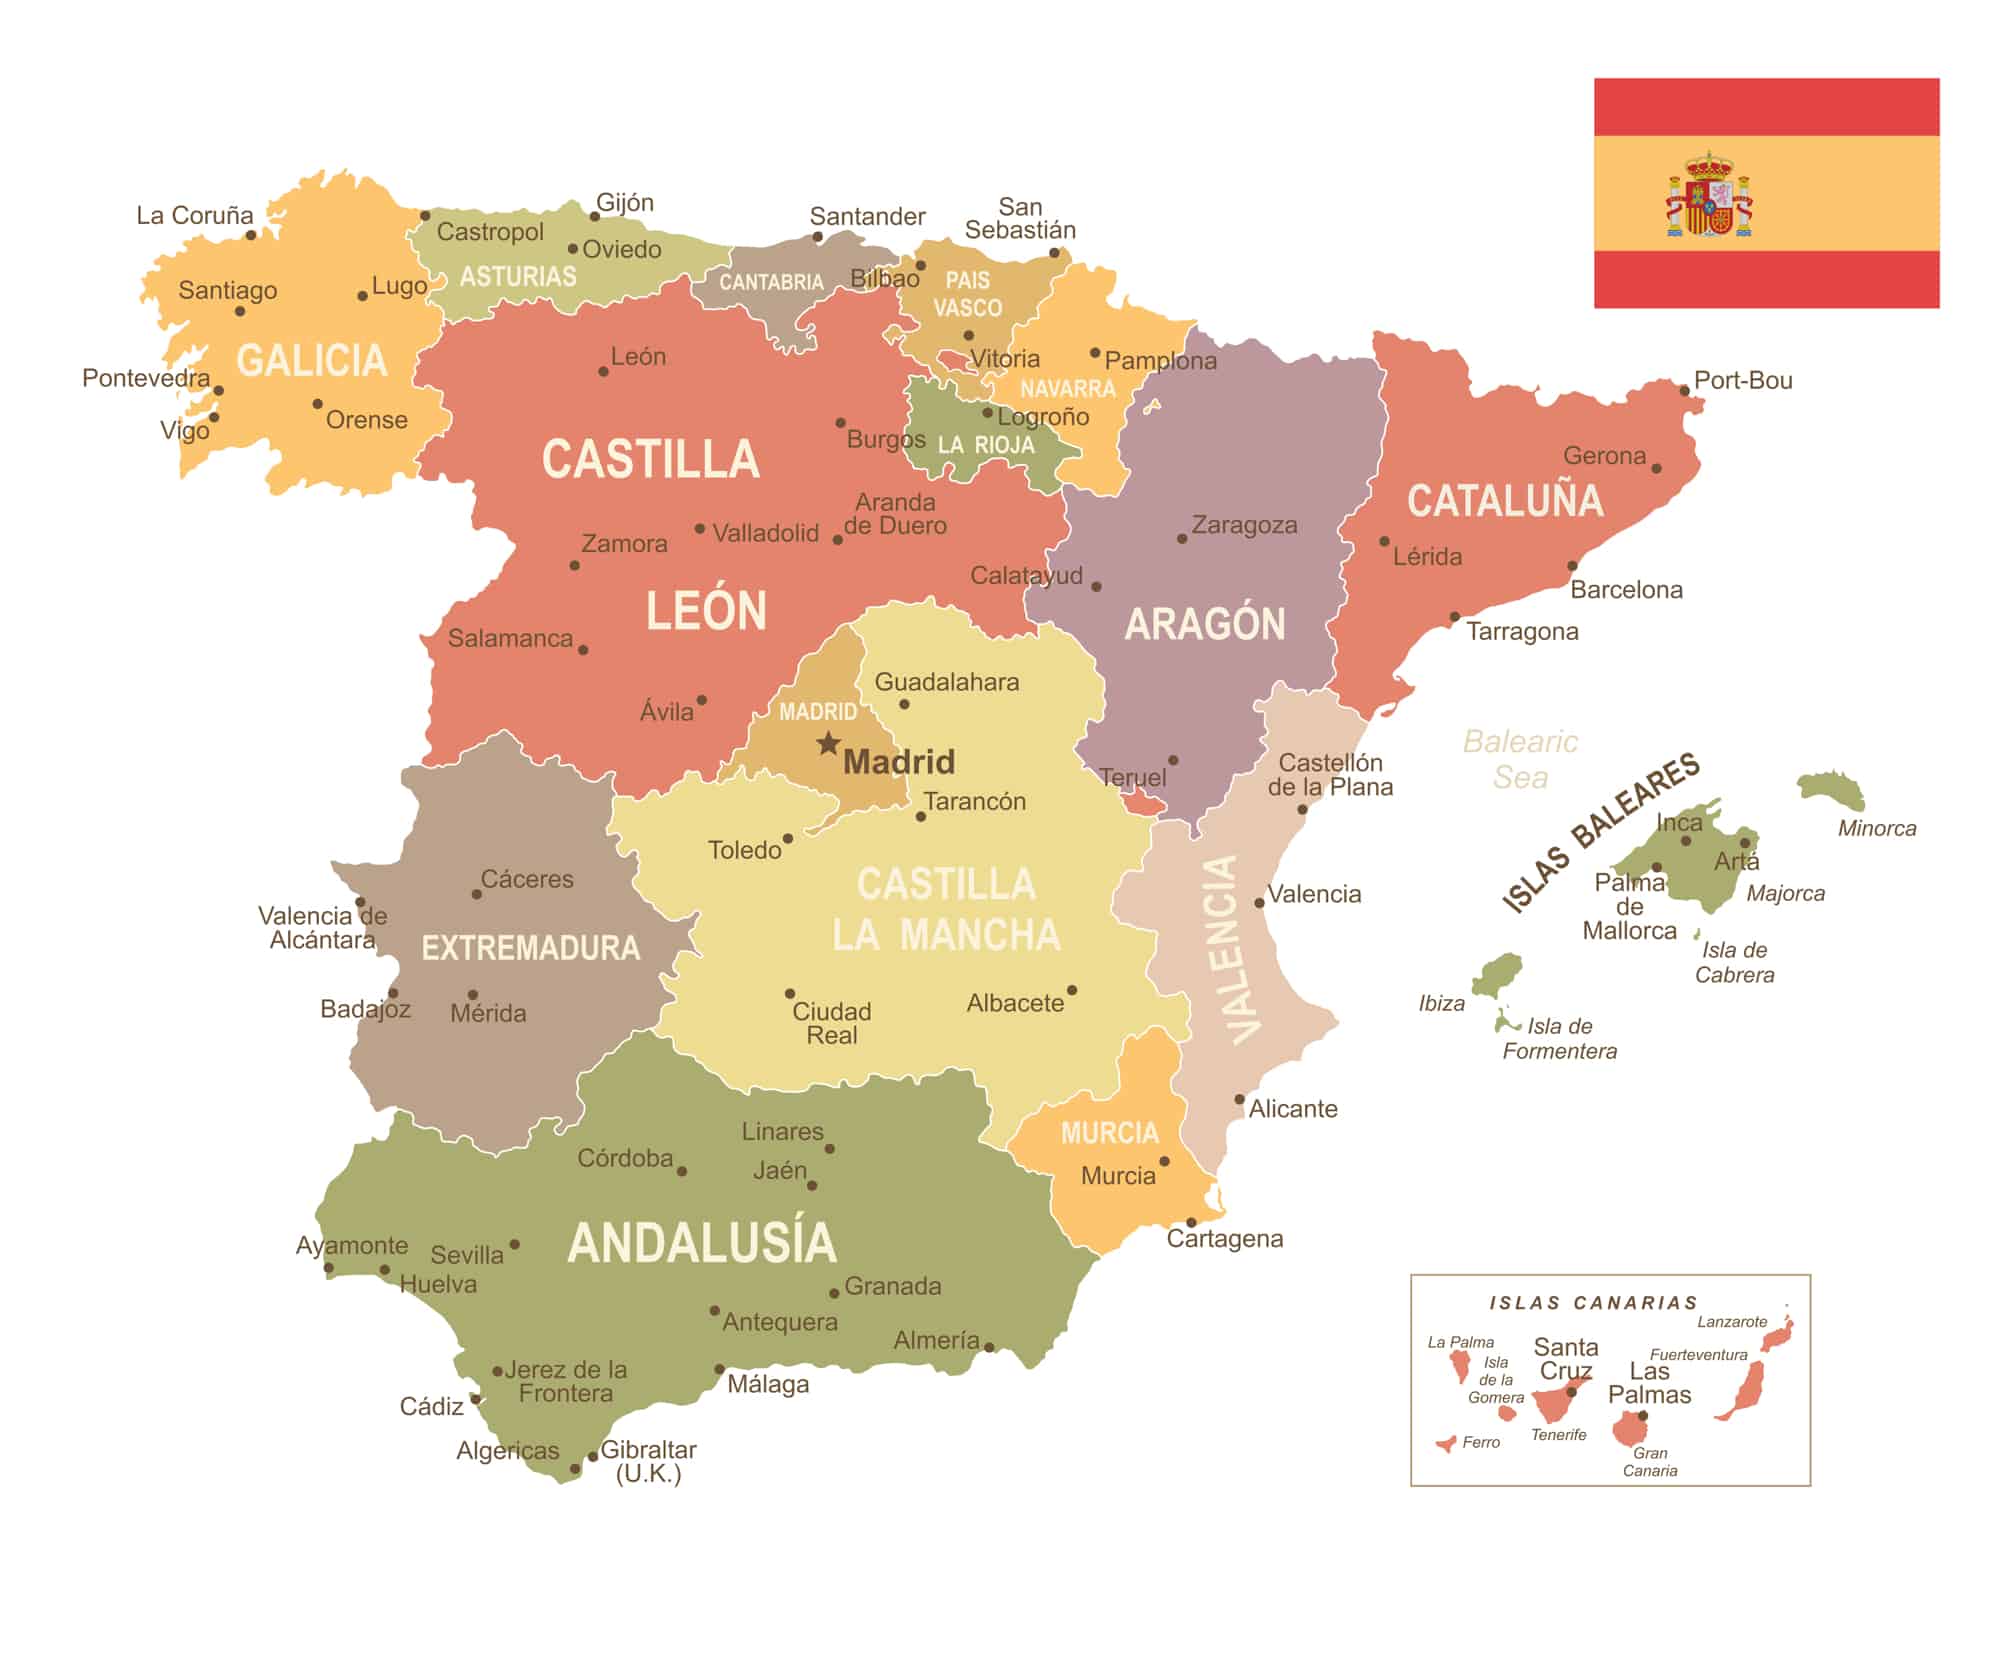 La Coruña
Santiago
Lugo
GALICIA
Pontevedra
Vigo
Orense
Castropol
Gijón
Oviedo
ASTURIAS
Santander
CANTABRIA
Bilbao
San
Sebastián
PAIS
VASCO
Vitoria
Pamplona
NAVARRA
Logroño
LA RIOJA
León
Burgos
CASTILLA
Aranda
de Duero
Valladolid
Zamora
LEÓN
Salamanca
Ávila
Zaragoza
Calatayud
ARAGÓN
Teruel
Port-Bou
Gerona
CATALUÑA
Lérida
Barcelona
Tarragona
MADRID
Madrid
Guadalahara
Tarancón
Toledo
CASTILLA
LA MANCHA
Ciudad
Real
Albacete
Cáceres
Valencia de
Alcántara
EXTREMADURA
Badajoz
Mérida
Castellón
de la Plana
Valencia
VALENCIA
Alicante
MURCIA
Murcia
Cartagena
Linares
Jaén
Córdoba
ANDALUSÍA
Ayamonte
Sevilla
Huelva
Granada
Antequera
Almería
Jerez de la
Frontera
Málaga
Cádiz
Algericas
Gibraltar
(U.K.)
Balearic
Sea
ISLAS BALEARES
Minorca
Inca
Artá
Palma
de
Mallorca
Majorca
Isla de
Cabrera
Ibiza
Isla de
Formentera
ISLAS CANARIAS
La Palma
Isla
de la
Gomera
Santa
Cruz
Las
Palmas
Lanzarote
Fuerteventura
Ferro
Tenerife
Gran
Canaria